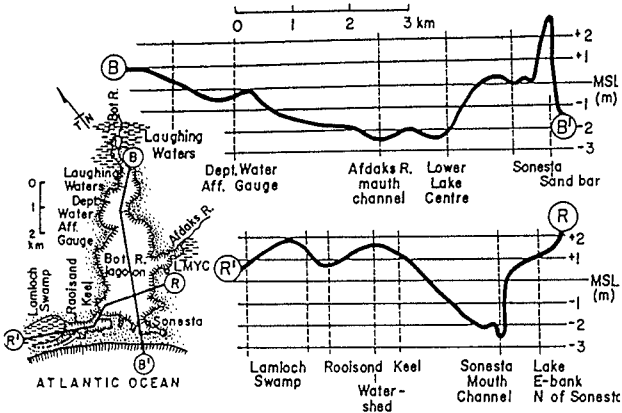 0 1 2 3 km
+2
+1
MSL
(m)
-1
-2
-3
B
B'
Laughing
Waters
Dept. Water
Aff. Gauge
Afdaks R.
mauth
channel
Lower
Lake
Centre
Sonesta
Sand bar
N
Bot R.
B
Laughing
Waters
Dept.
Water
Aff.
Gauge
0
1
2
km
Afdaks R.
Bot R.
lagoon
LMYC
R
Lamloch
Swamp
Rooisand
Keel
Sonesta
R'
B'
ATLANTIC OCEAN
R'
R
+2
+1
MSL
(m)
-1
-2
-3
Lamloch
Swamp
Rooisond
Water-
shed
Keel
Sonesta
Mouth
Channel
Lake
E-bank
N of Sonesta